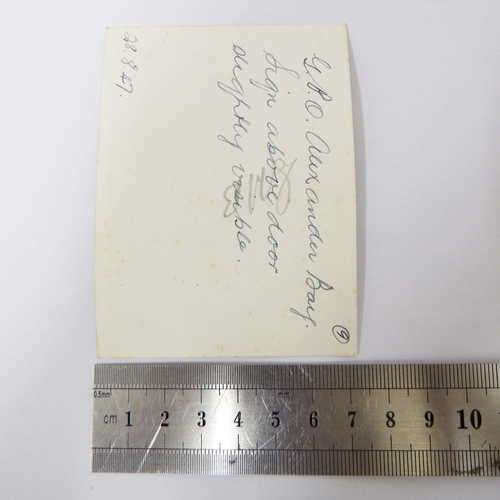 G.P.O. Alexander Bay.
Sign above door
slightly visible.
28.8.47.
9
0.5mm
cm 1 2 3 4 5 6 7 8 9 10